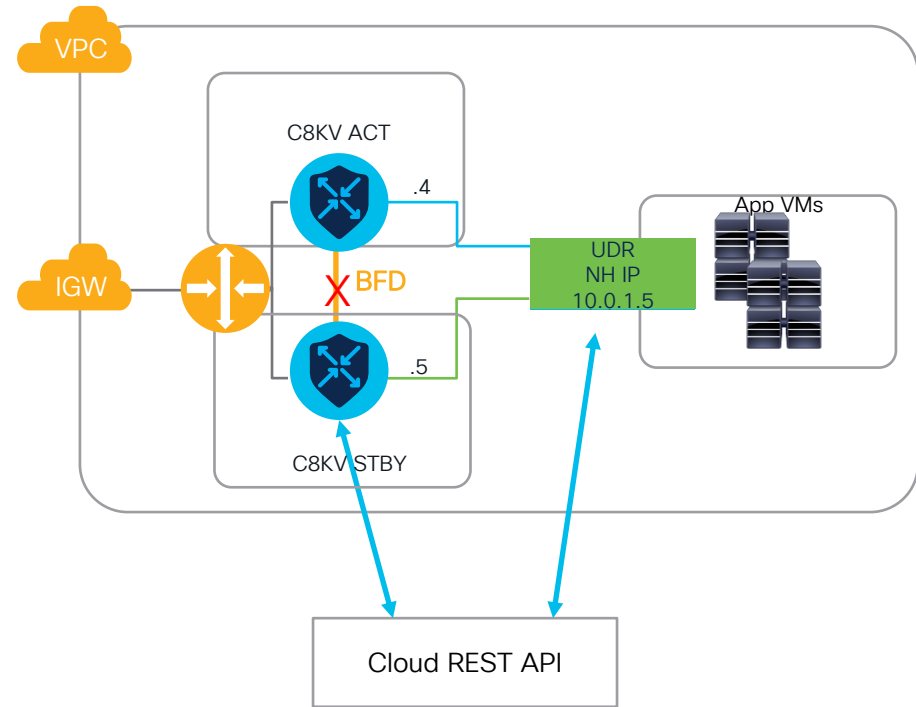 VPC
C8KV ACT
.4
App VMs
UDR
NH IP
10.0.1.5
IGW
X BFD
.5
C8KV STBY
Cloud REST API